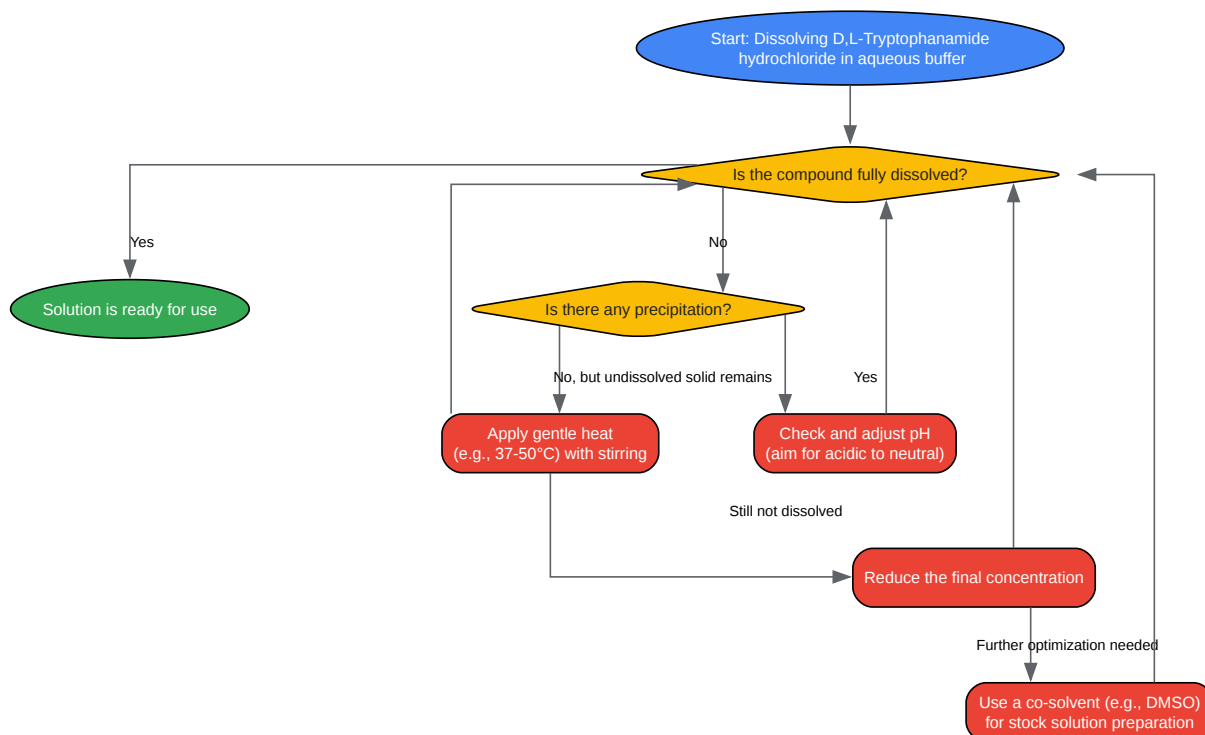 Start: Dissolving D,L-Tryptophanamide
hydrochloride in aqueous buffer
Is the compound fully dissolved?
Yes
No
Solution is ready for use
Is there any precipitation?
No, but undissolved solid remains
Yes
Apply gentle heat
(e.g., 37-50°C) with stirring
Check and adjust pH
(aim for acidic to neutral)
Still not dissolved
Reduce the final concentration
Further optimization needed
Use a co-solvent (e.g., DMSO)
for stock solution preparation